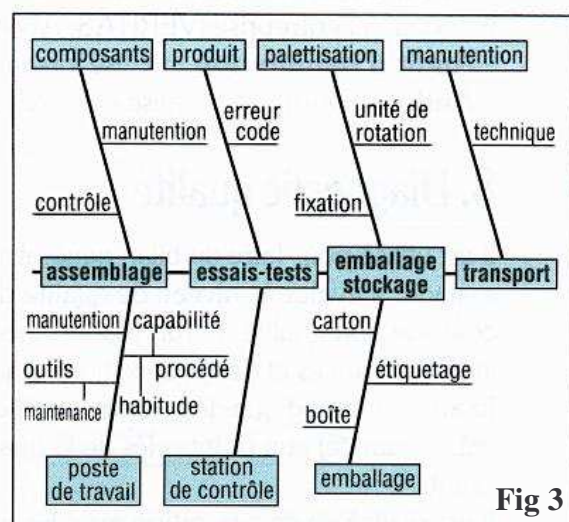 composants produit palettisation manutention
manutention
erreur
code
unité de
rotation
technique
contrôle
fixation
assemblage essais-tests emballage
stockage transport
manutention
capabilité
carton
outils
procédé
étiquetage
maintenance
habitude
boîte
poste
de travail
station
de contrôle
emballage
Fig 3